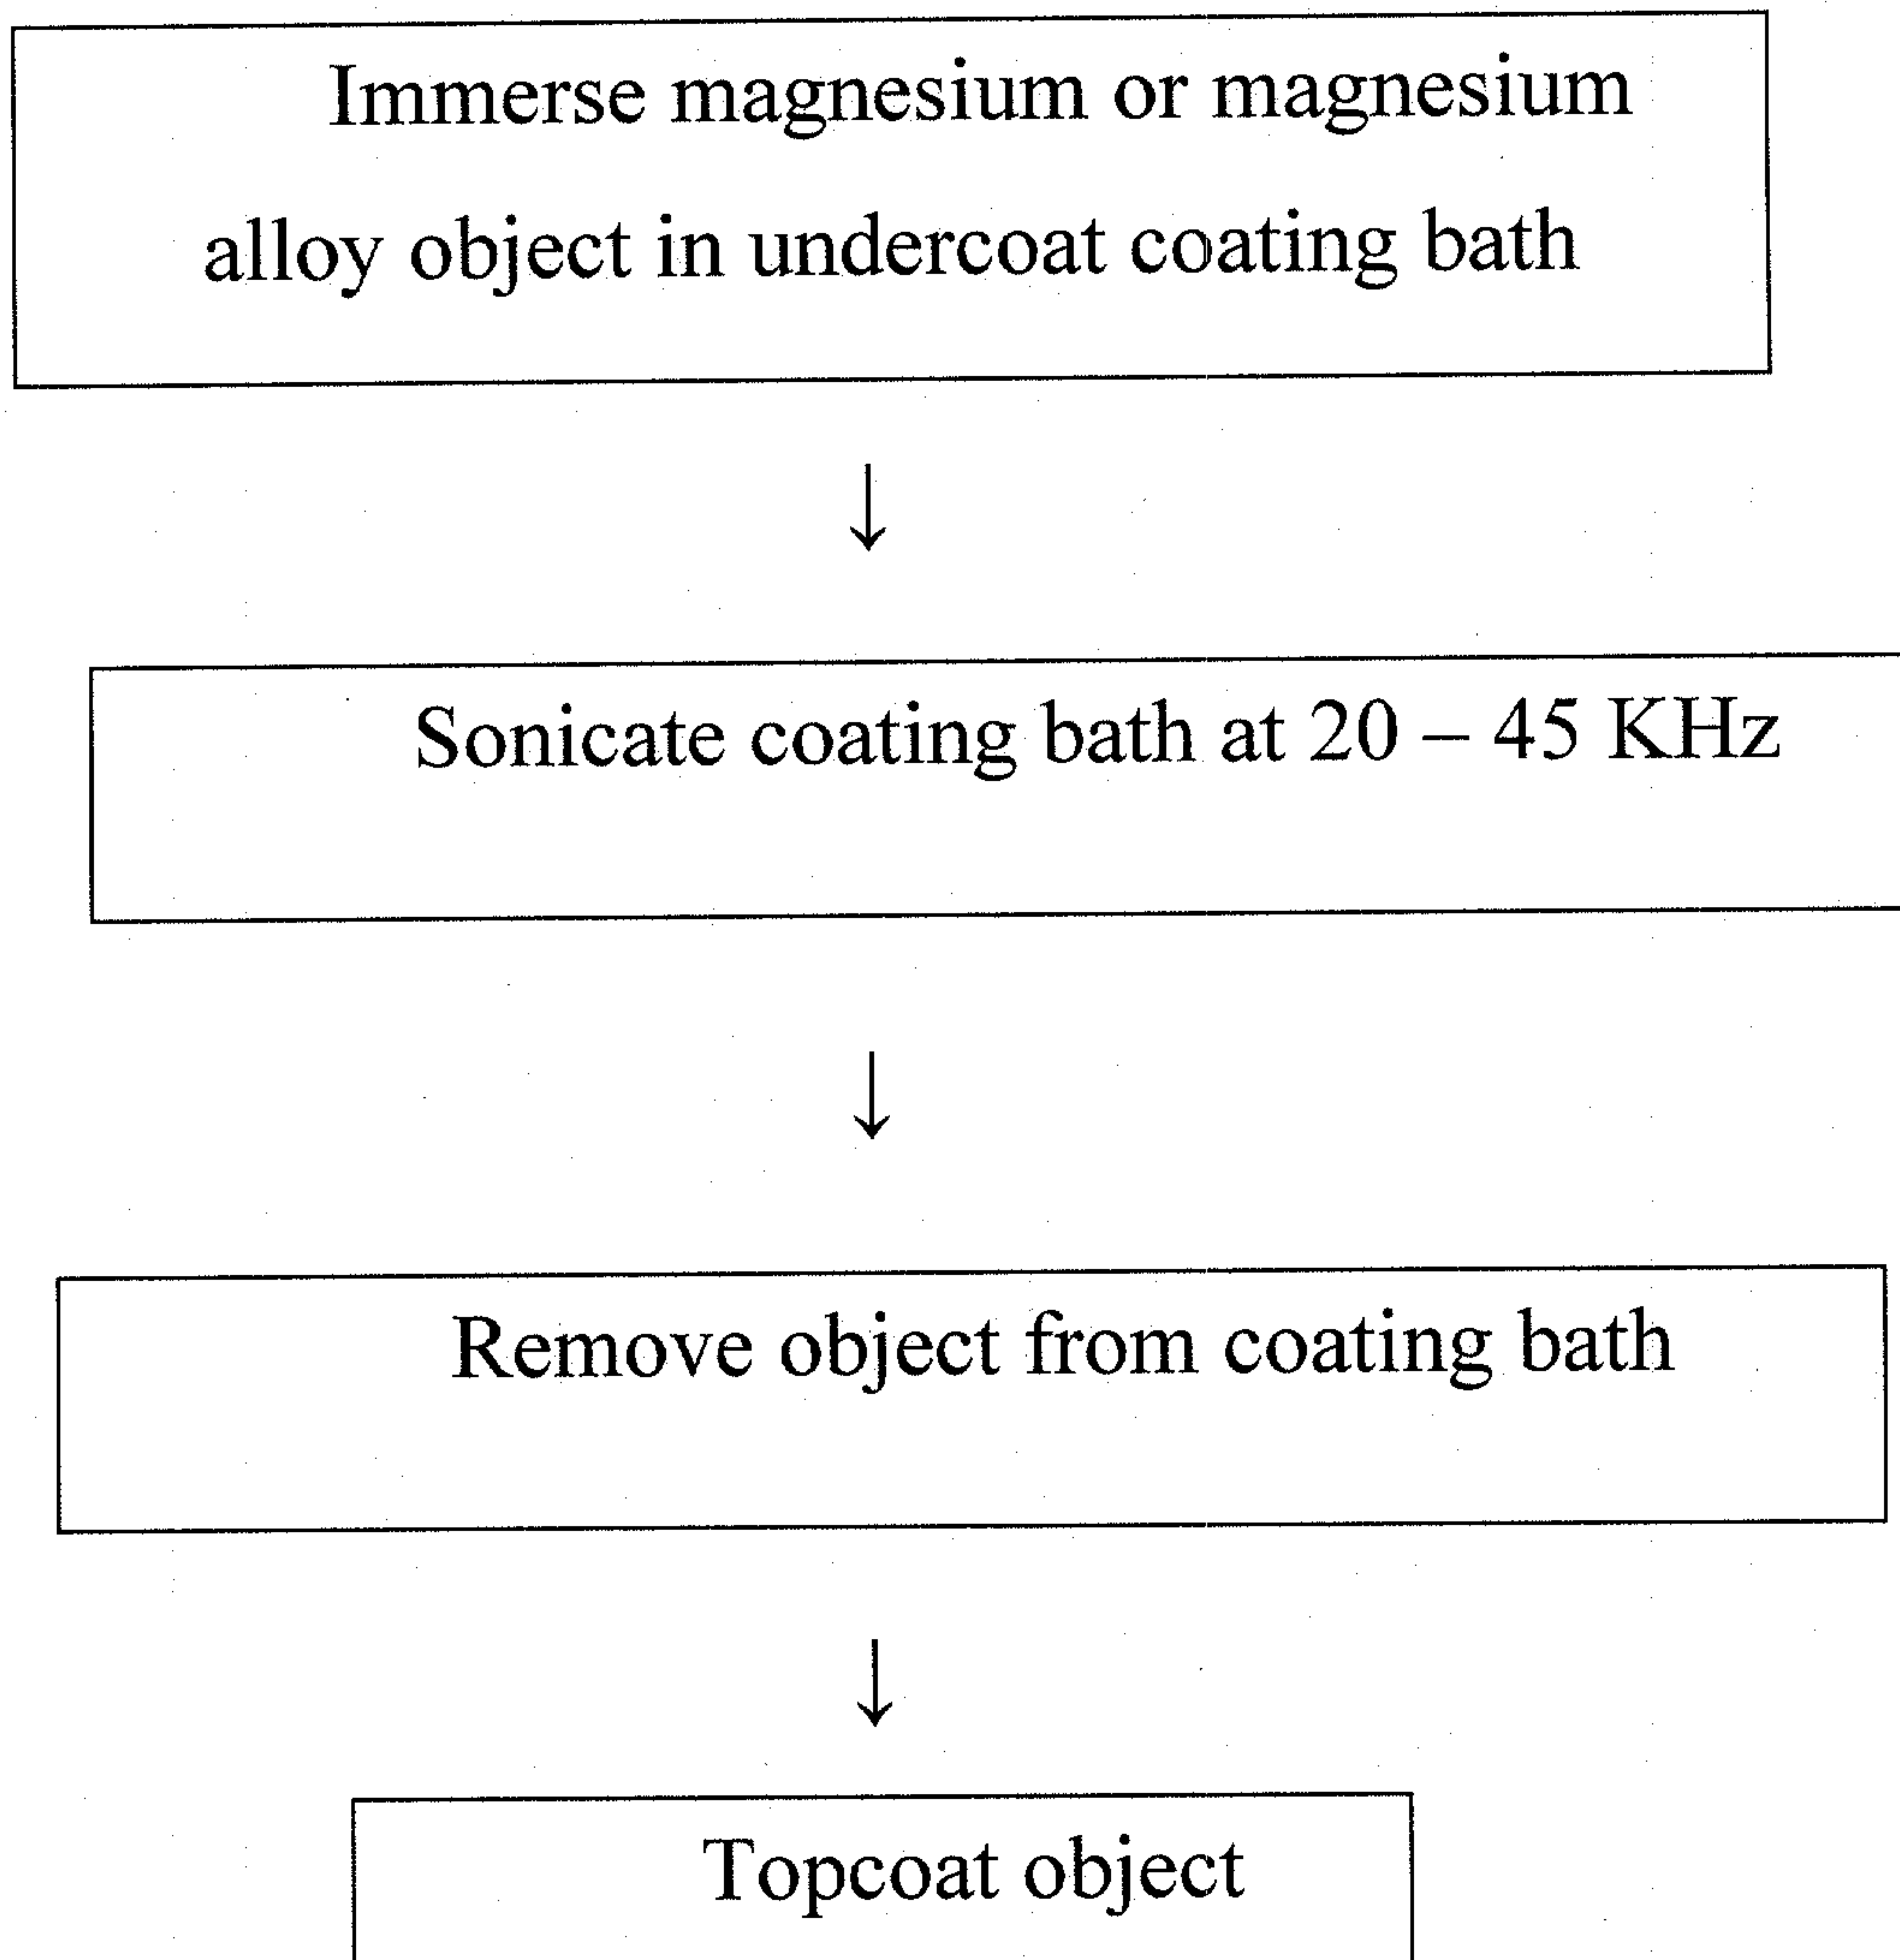 Immerse magnesium or magnesium
alloy object in undercoat coating bath
↓
Sonicate coating bath at 20 – 45 KHz
↓
Remove object from coating bath
↓
Topcoat object